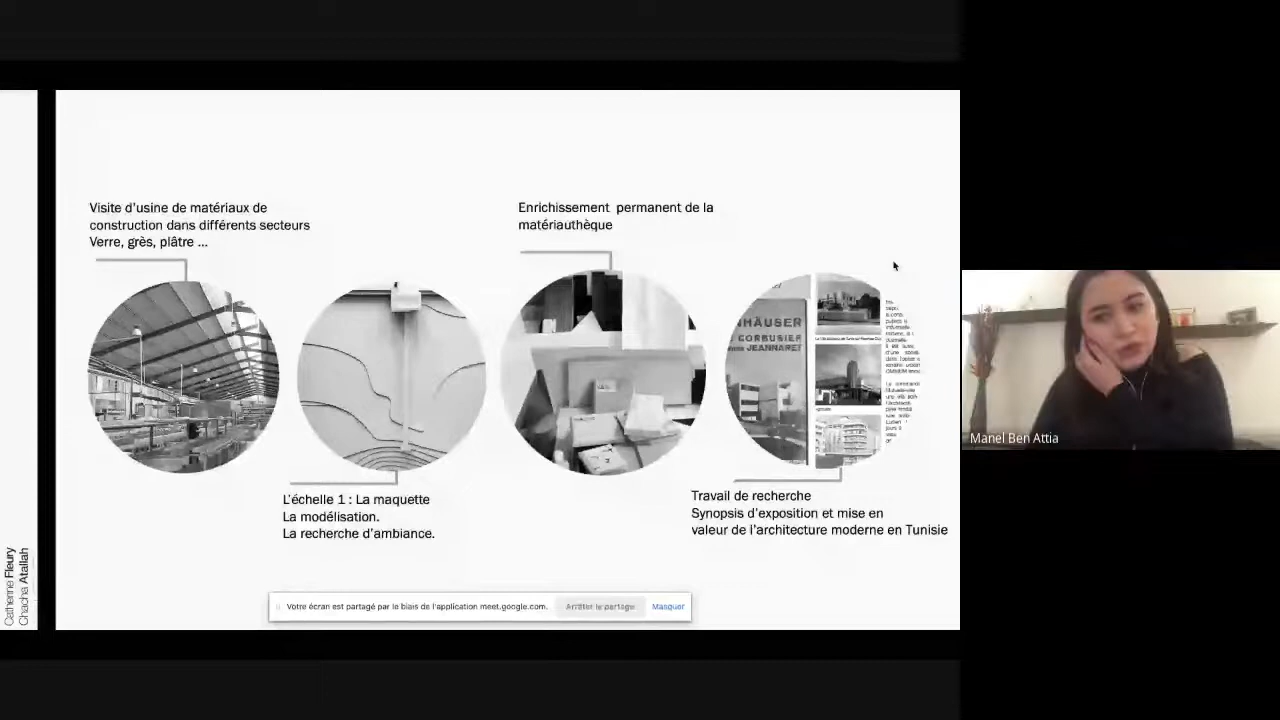 Visite d'usine de matériaux de
construction dans différents secteurs
Verre, grès, plâtre ...
Enrichissement permanent de la
matériauthèque
NHÄUSER
CORBUSIER
JEANNERET
L'échelle 1 : La maquette
La modélisation.
La recherche d'ambiance.
Travail de recherche
Synopsis d'exposition et mise en
valeur de l'architecture moderne en Tunisie
Catherine Fleury
Chacha Atallah
Votre écran est partagé par le biais de l'application meet.google.com.
Arrêter le partage
Masquer
Manel Ben Attia